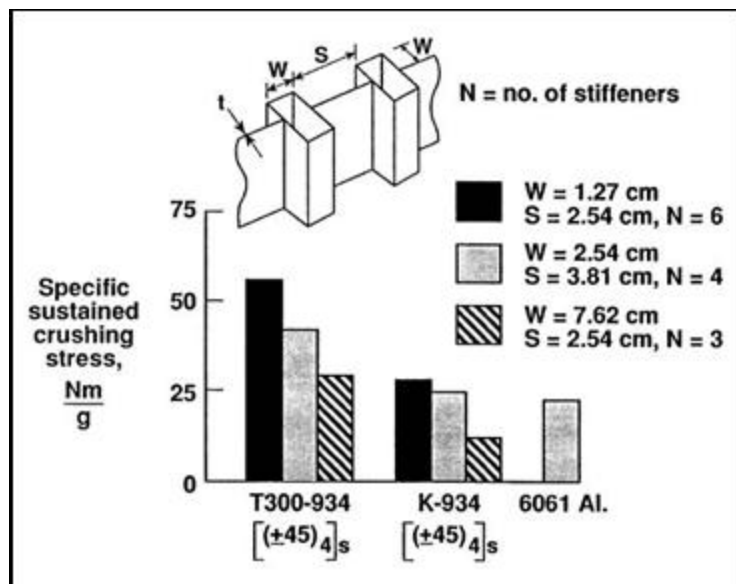 W
S
W
t
N = no. of stiffeners
W = 1.27 cm
S = 2.54 cm, N = 6
W = 2.54 cm
S = 3.81 cm, N = 4
W = 7.62 cm
S = 2.54 cm, N = 3
75
50
25
0
Specific
sustained
crushing
stress,
Nm
g
T300-934
[(±45)4]s
K-934
[(±45)4]s
6061 Al.